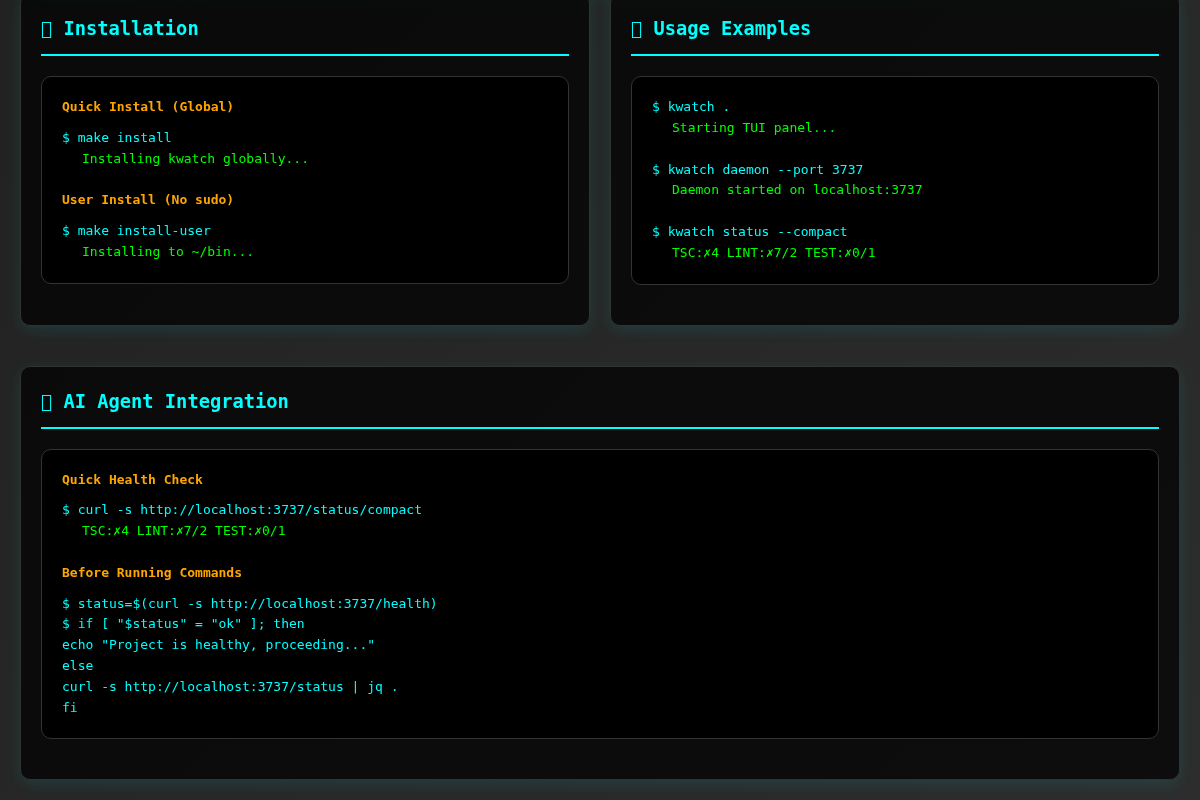 Installation
Quick Install (Global)
$ make install
Installing kwatch globally...
User Install (No sudo)
$ make install-user
Installing to ~/bin...
Usage Examples
$ kwatch .
Starting TUI panel...
$ kwatch daemon --port 3737
Daemon started on localhost:3737
$ kwatch status --compact
TSC:✗4 LINT:✗7/2 TEST:✗0/1
AI Agent Integration
Quick Health Check
$ curl -s http://localhost:3737/status/compact
TSC:✗4 LINT:✗7/2 TEST:✗0/1
Before Running Commands
$ status=$(curl -s http://localhost:3737/health)
$ if [ "$status" = "ok" ]; then
echo "Project is healthy, proceeding..."
else
curl -s http://localhost:3737/status | jq .
fi